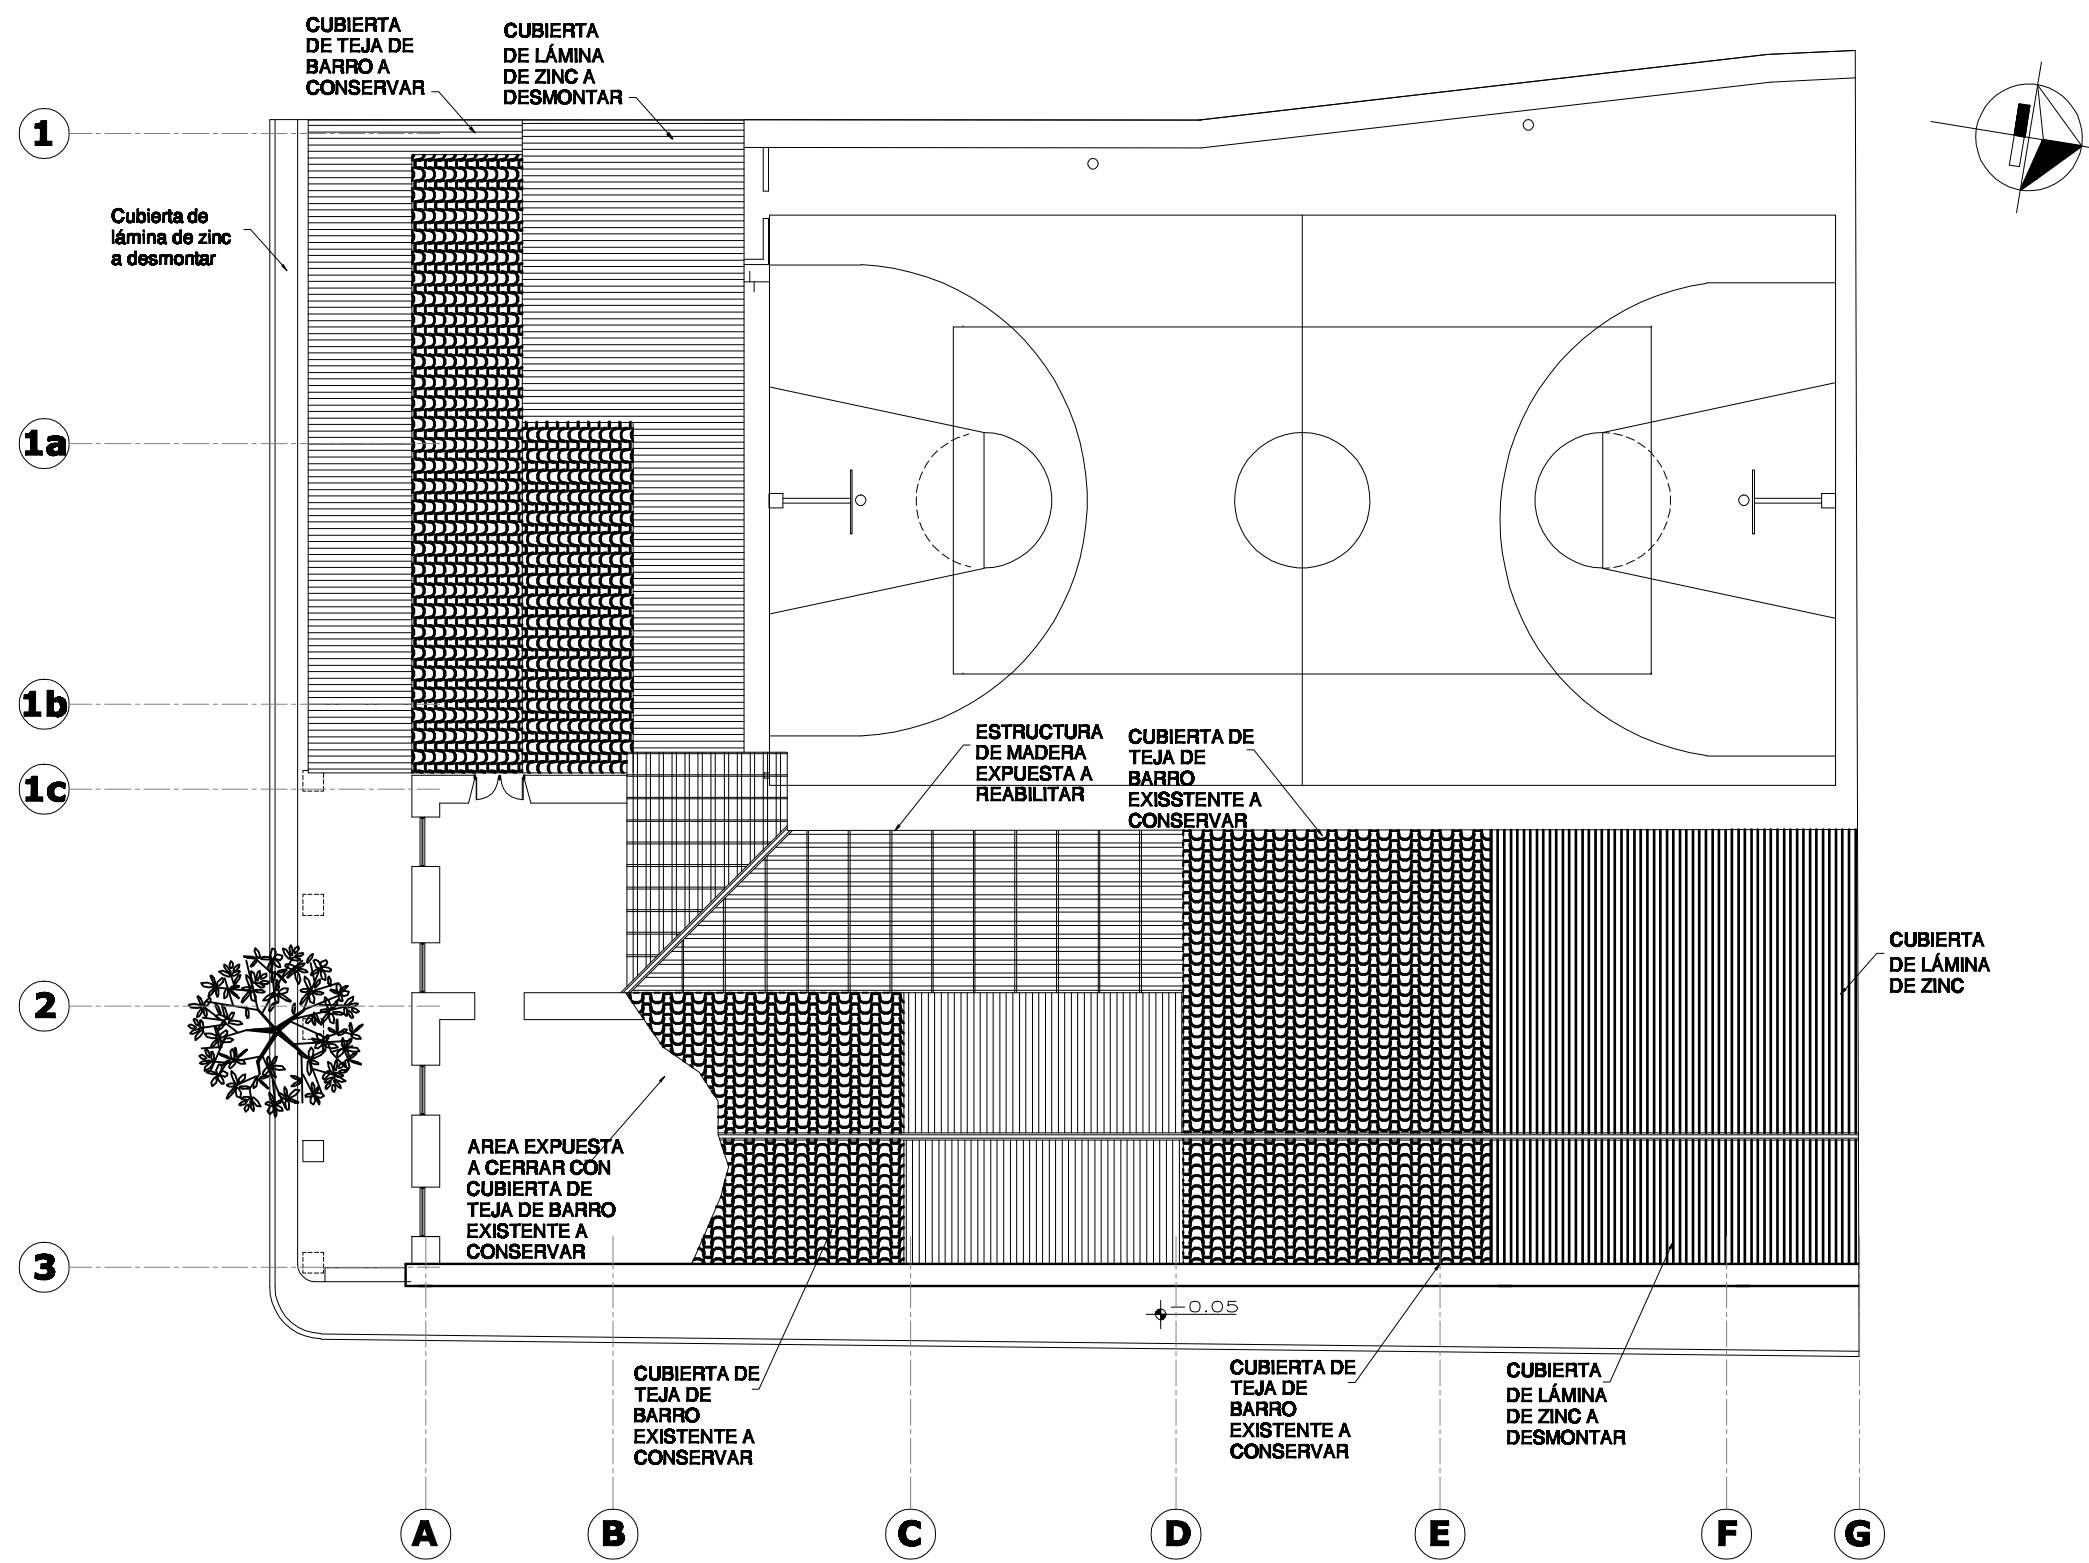 CUBIERTA
DE TEJA DE
BARRO A
CONSERVAR
CUBIERTA
DE LÁMINA
DE ZINC A
DESMONTAR
1
Cubierta de
lámina de zinc
a desmontar
1a
1b
ESTRUCTURA
DE MADERA
EXPUESTA A
REABILITAR
CUBIERTA DE
TEJA DE
BARRO
EXISSTENTE A
CONSERVAR
1c
CUBIERTA
DE LÁMINA
DE ZINC
2
AREA EXPUESTA
A CERRAR CON
CUBIERTA DE
TEJA DE BARRO
EXISTENTE A
CONSERVAR
3
-0.05
CUBIERTA DE
TEJA DE
BARRO
EXISTENTE A
CONSERVAR
CUBIERTA DE
TEJA DE
BARRO
EXISTENTE A
CONSERVAR
CUBIERTA
DE LÁMINA
DE ZINC A
DESMONTAR
A B C D E F G